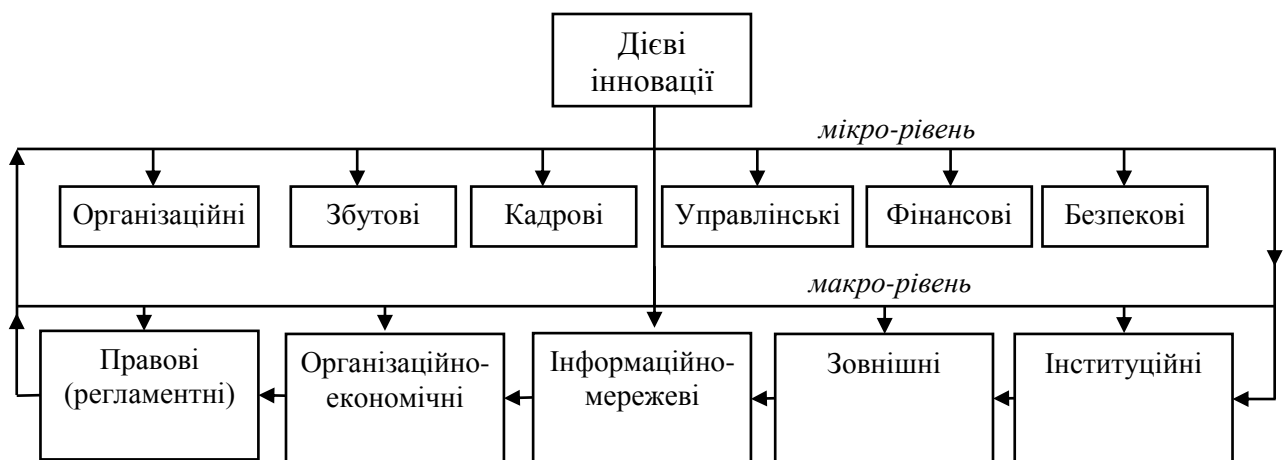 Дієві
інновації
мікро-рівень
Організаційні
Збутові
Кадрові
Управлінські
Фінансові
Безпекові
макро-рівень
Правові
(регламентні)
Організаційно-
економічні
Інформаційно-
мережеві
Зовнішні
Інституційні